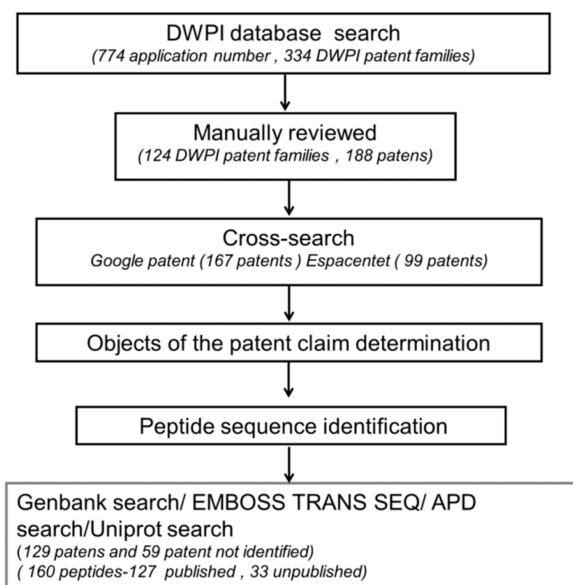 DWPI database search
(774 application number , 334 DWPI patent families)
Manually reviewed
(124 DWPI patent families , 188 patens)
Cross-search
Google patent (167 patents ) Espacentet ( 99 patents)
Objects of the patent claim determination
Peptide sequence identification
Genbank search/ EMBOSS TRANS SEQ/ APD
search/Uniprot search
(129 patens and 59 patent not identified)
( 160 peptides-127 published , 33 unpublished)